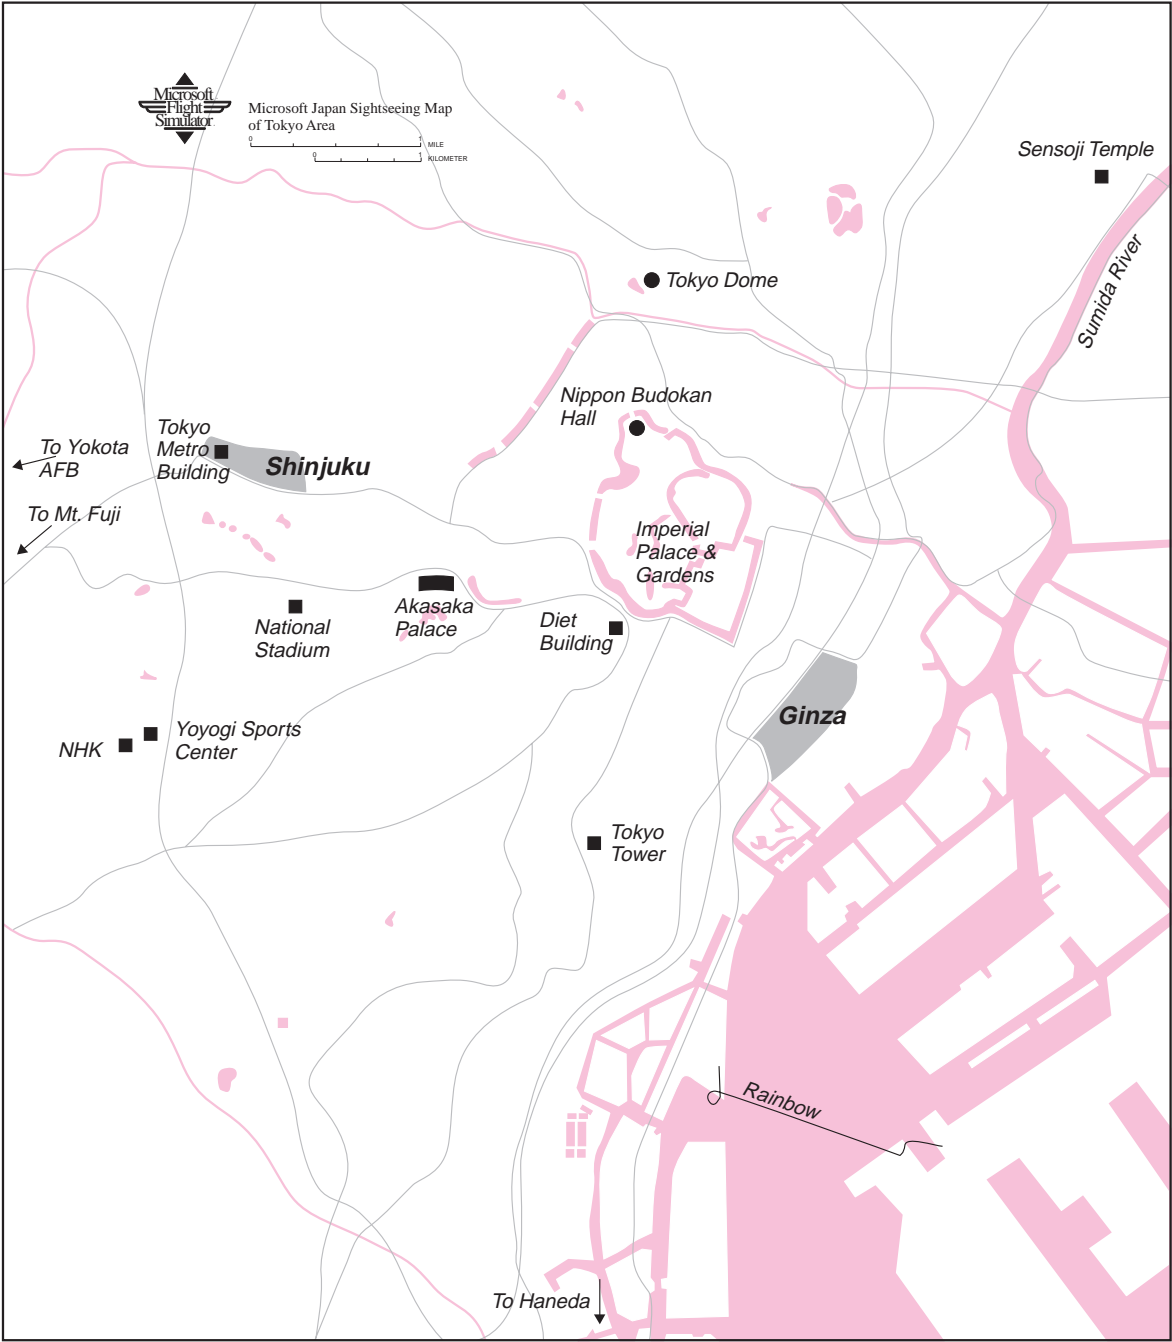 Microsoft
Flight
Simulator
Microsoft Japan Sightseeing Map
of Tokyo Area
0 1 MILE
0 1 KILOMETER
Sensoji Temple
Sumida River
Tokyo Dome
Nippon Budokan
Hall
Tokyo
Metro
Building
To Yokota
AFB
Shinjuku
To Mt. Fuji
Imperial
Palace &
Gardens
Akasaka
Palace
National
Stadium
Diet
Building
Ginza
Yoyogi Sports
Center
NHK
Tokyo
Tower
Rainbow
To Haneda